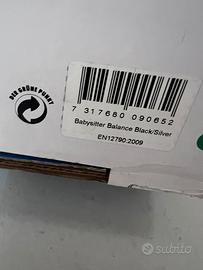 DER GRÜNE PUNKT
7 317680 090652
Babysitter Balance Black/Silver
EN12790:2009
subito